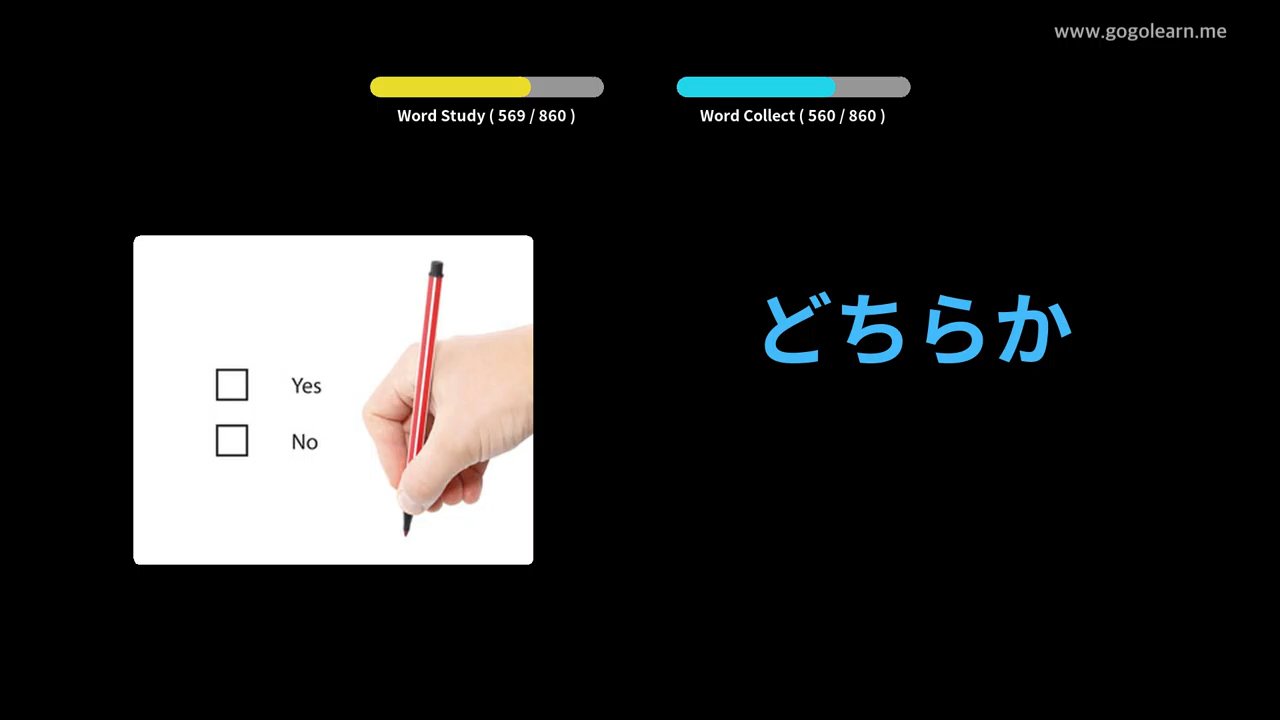 www.gogolearn.me
Word Study ( 569 / 860 )
Word Collect ( 560 / 860 )
Yes
No
どちらか